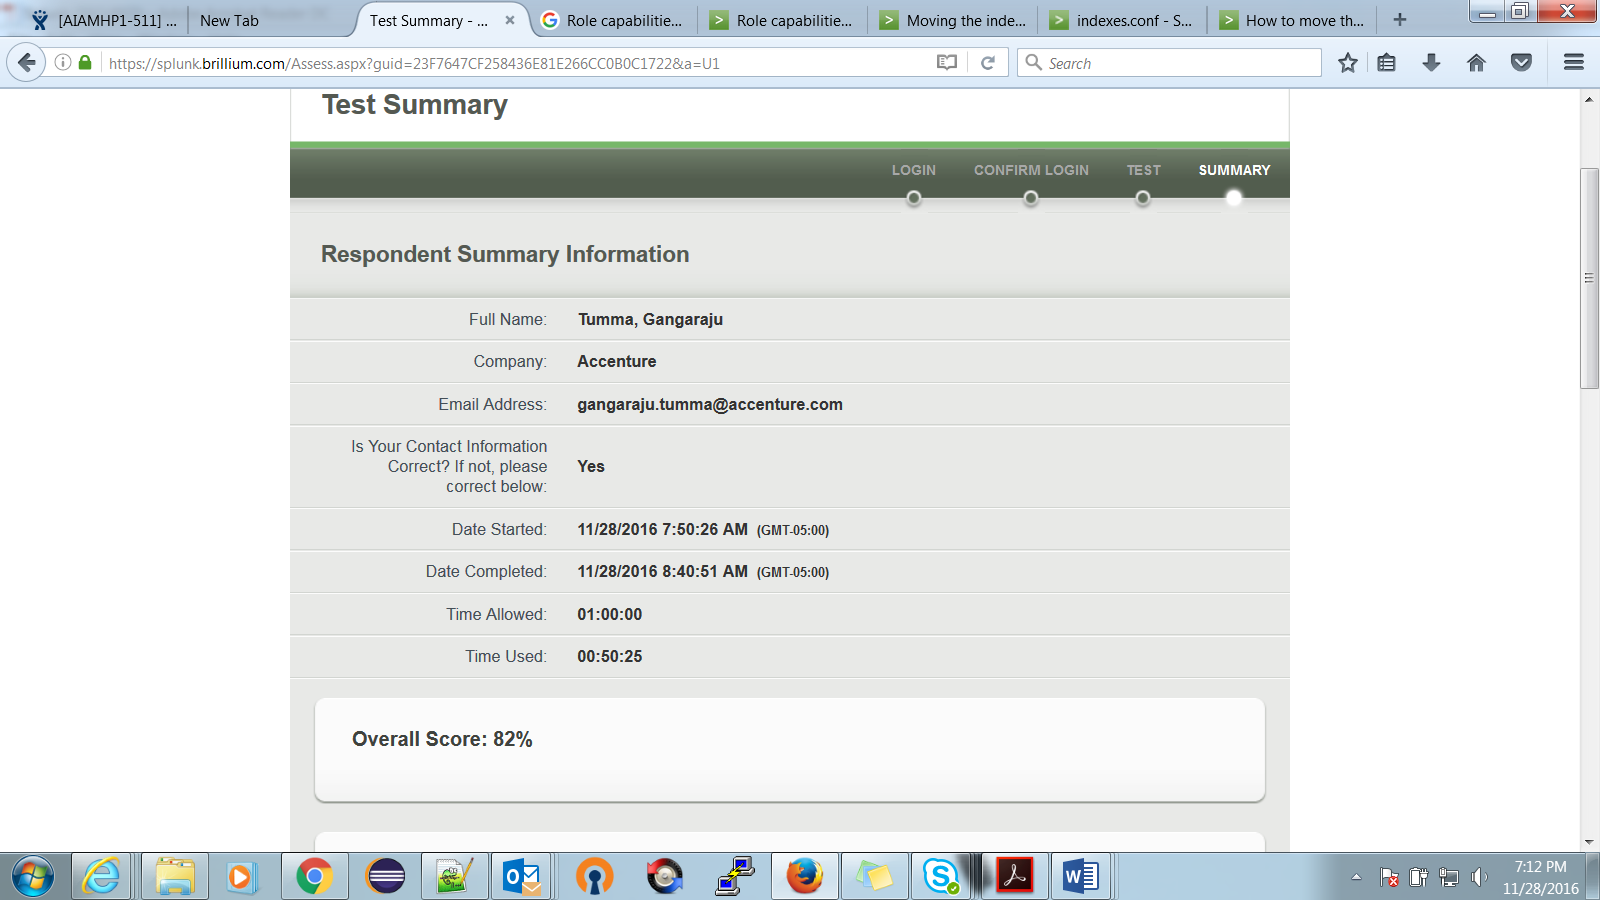 [AIAMHP1-511] ...
New Tab
Test Summary - ...
Role capabilitie...
Role capabilitie...
Moving the inde...
indexes.conf - S...
How to move th...
https://splunk.brillium.com/Assess.aspx?guid=23F7647CF258436E81E266CC0B0C1722&a=U1
Search
Test Summary
LOGIN
CONFIRM LOGIN
TEST
SUMMARY
Respondent Summary Information
Full Name: Tumma, Gangaraju
Company: Accenture
Email Address: gangaraju.tumma@accenture.com
Is Your Contact Information
Correct? If not, please
correct below:
Yes
Date Started: 11/28/2016 7:50:26 AM (GMT-05:00)
Date Completed: 11/28/2016 8:40:51 AM (GMT-05:00)
Time Allowed: 01:00:00
Time Used: 00:50:25
Overall Score: 82%
7:12 PM
11/28/2016